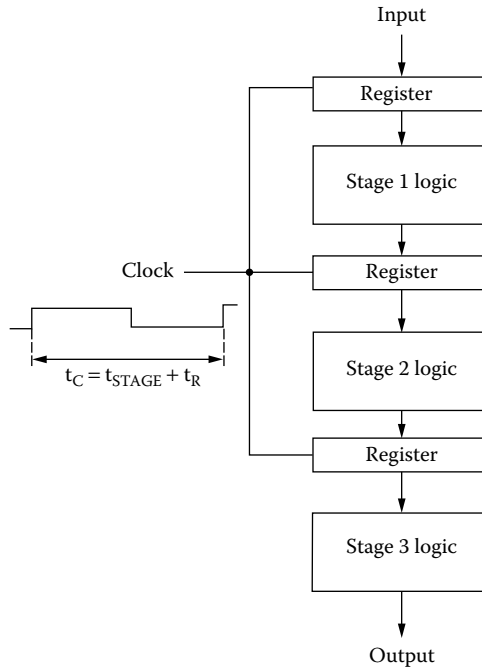 Input
Register
Stage 1 logic
Clock
Register
t_C = t_STAGE + t_R
Stage 2 logic
Register
Stage 3 logic
Output